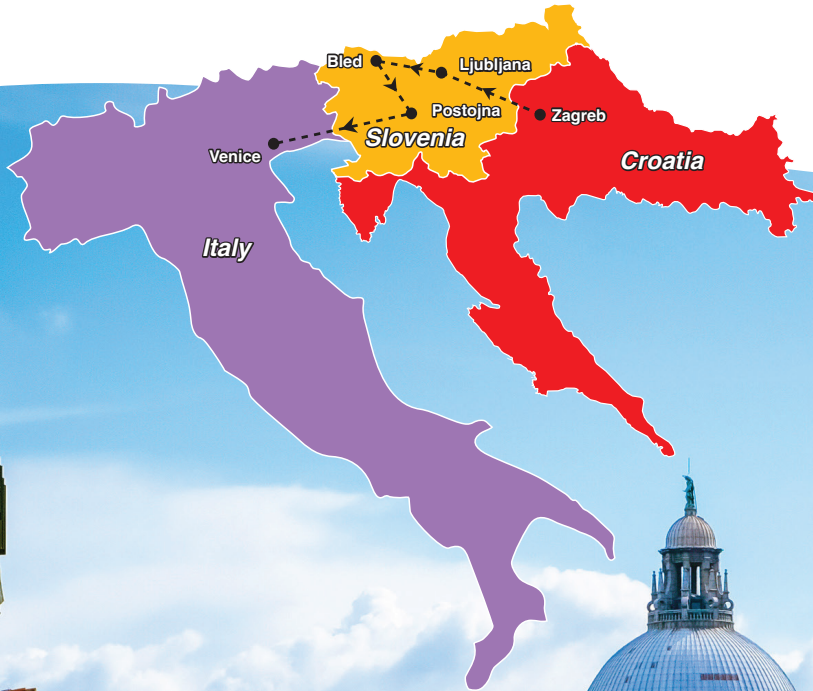 Bled
Ljubljana
Postojna
Zagreb
Slovenia
Venice
Croatia
Italy